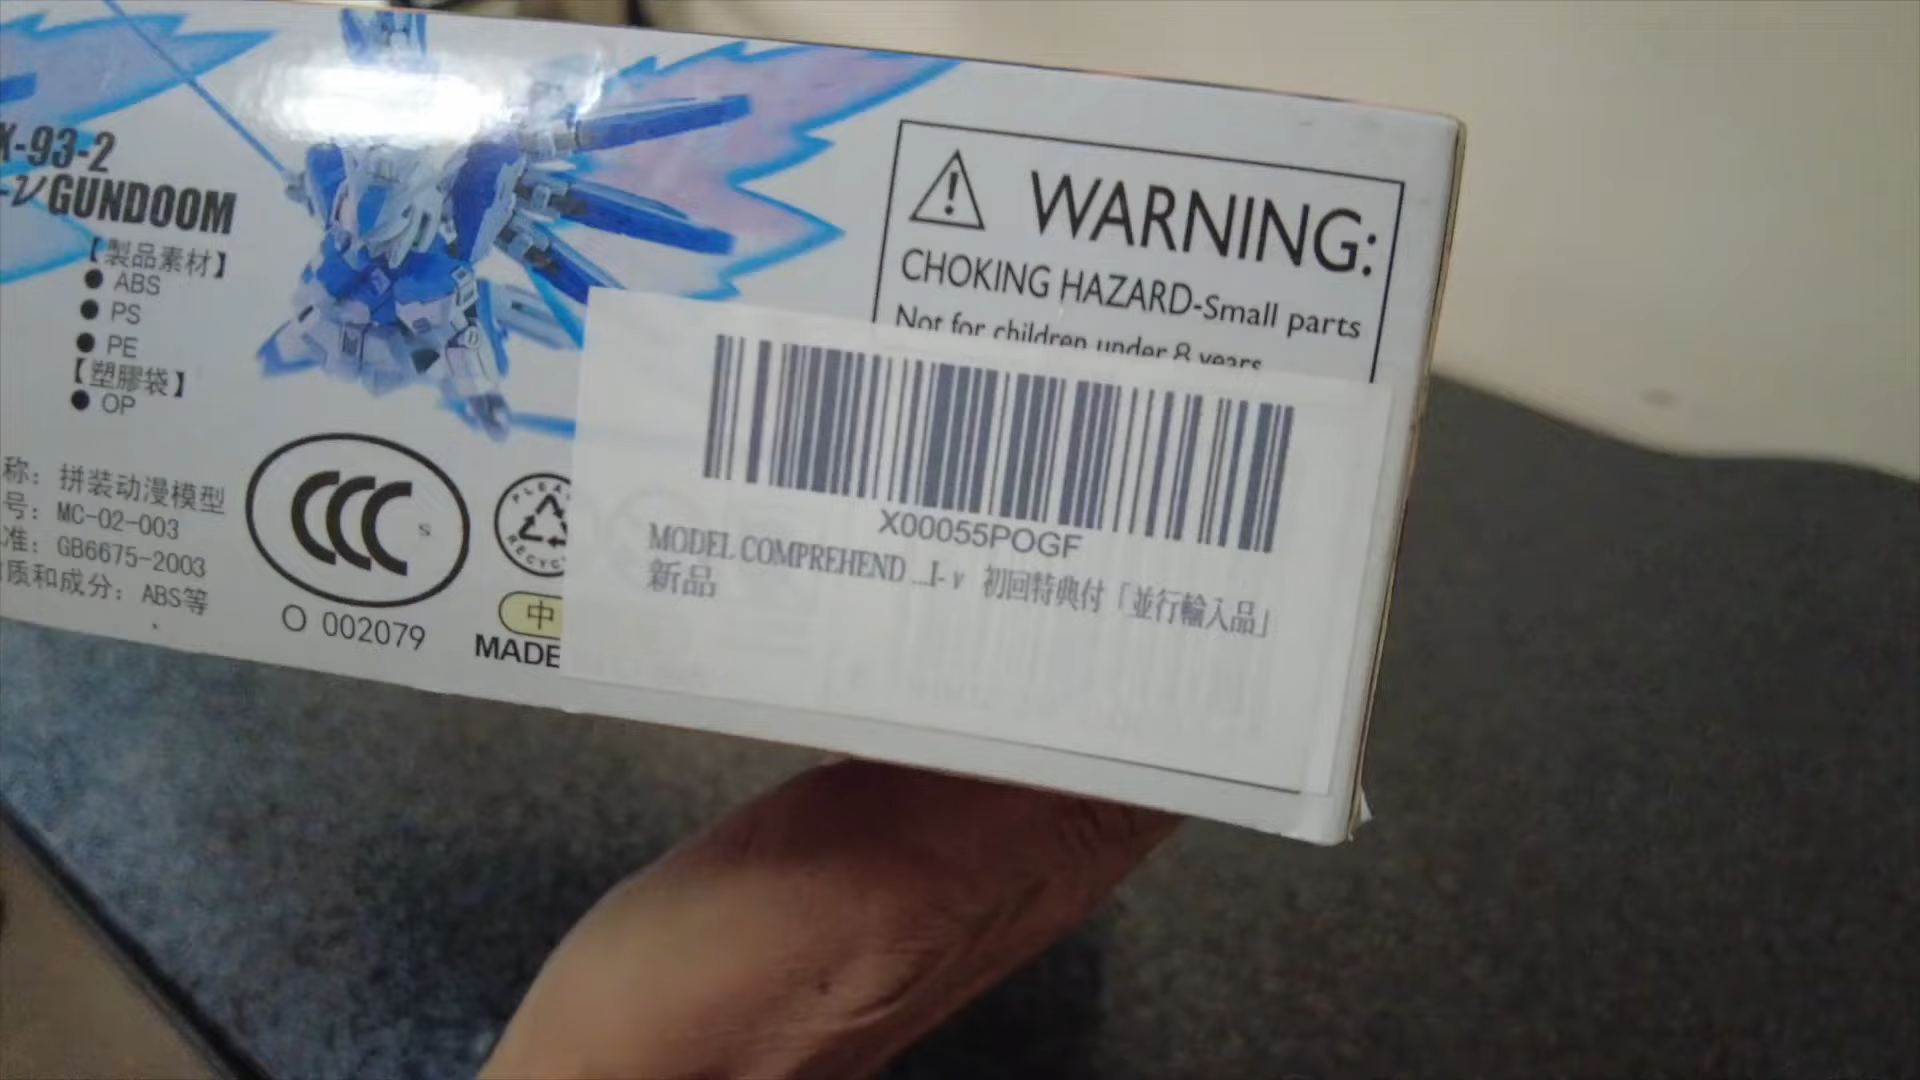 X-93-2
-ν GUNDOOM
【製品素材】
● ABS
● PS
● PE
【塑膠袋】
● OP
称：拼装动漫模型
号：MC-02-003
准：GB6675-2003
质和成分：ABS等
CCC S
O 002079
PLEA
RECYC
中
MADE
WARNING:
CHOKING HAZARD-Small parts
Not for children under 8 years
X00055POGF
MODEL COMPREHEND _I-ν 初回特典付「並行輸入品」
新品